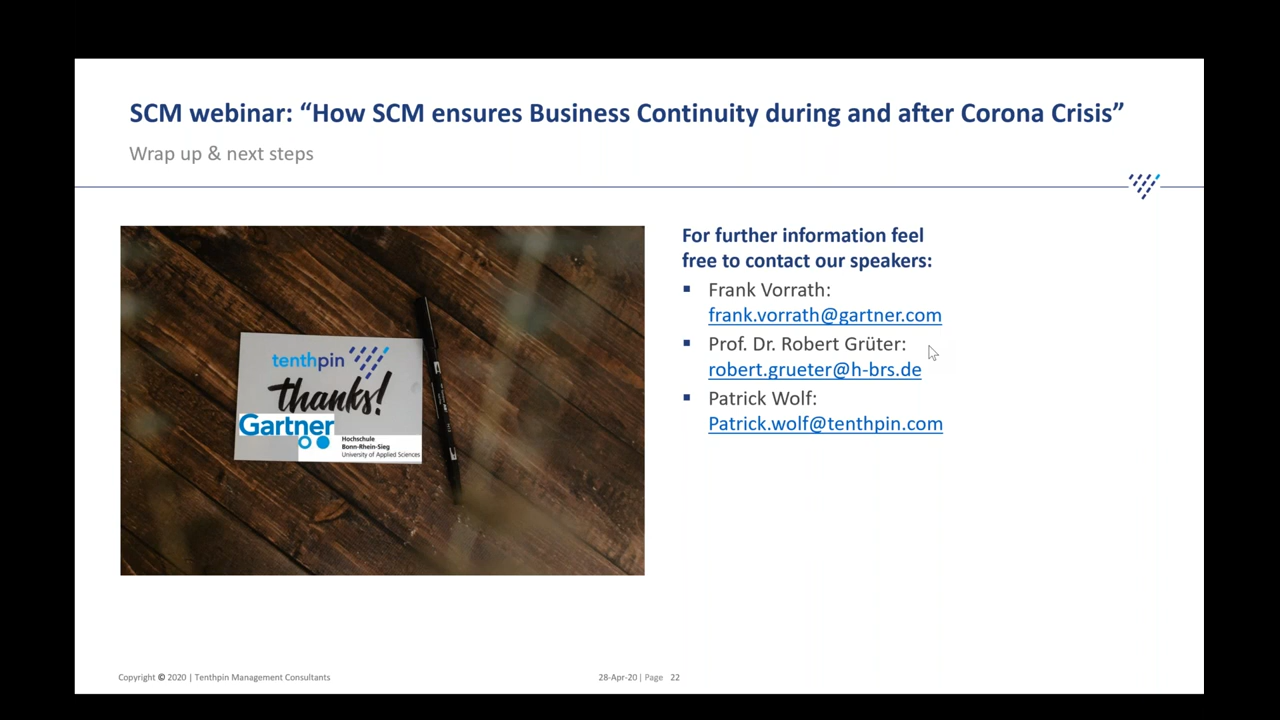 SCM webinar: “How SCM ensures Business Continuity during and after Corona Crisis”
Wrap up & next steps
tenthpin
thanks!
Gartner
Hochschule
Bonn-Rhein-Sieg
University of Applied Sciences
For further information feel
free to contact our speakers:
▪ Frank Vorrath:
frank.vorrath@gartner.com
▪ Prof. Dr. Robert Grüter:
robert.grueter@h-brs.de
▪ Patrick Wolf:
Patrick.wolf@tenthpin.com
Copyright © 2020 | Tenthpin Management Consultants
28-Apr-20 | Page 22